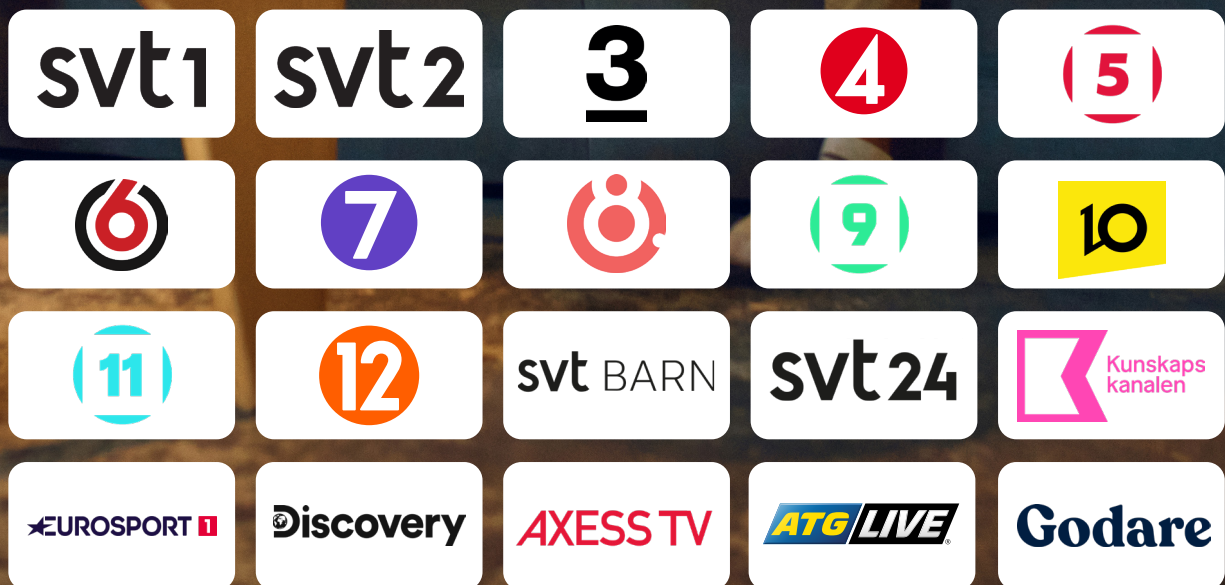 svt1
svt2
3
4
5
6
7
8
9
10
11
12
svt BARN
svt24
Kunskaps
kanalen
EUROSPORT 1
Discovery
AXESS TV
ATG LIVE
Godare